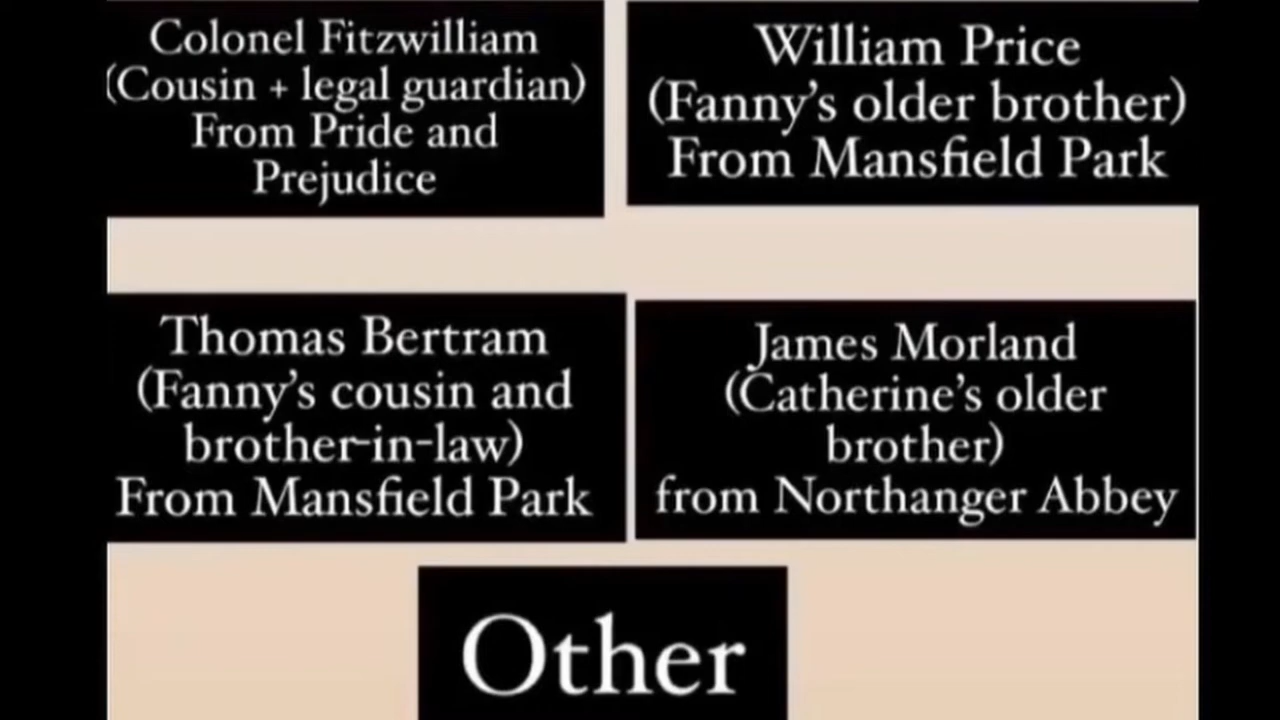 Colonel Fitzwilliam
(Cousin + legal guardian)
From Pride and
Prejudice
William Price
(Fanny's older brother)
From Mansfield Park
Thomas Bertram
(Fanny's cousin and
brother-in-law)
From Mansfield Park
James Morland
(Catherine's older
brother)
from Northanger Abbey
Other